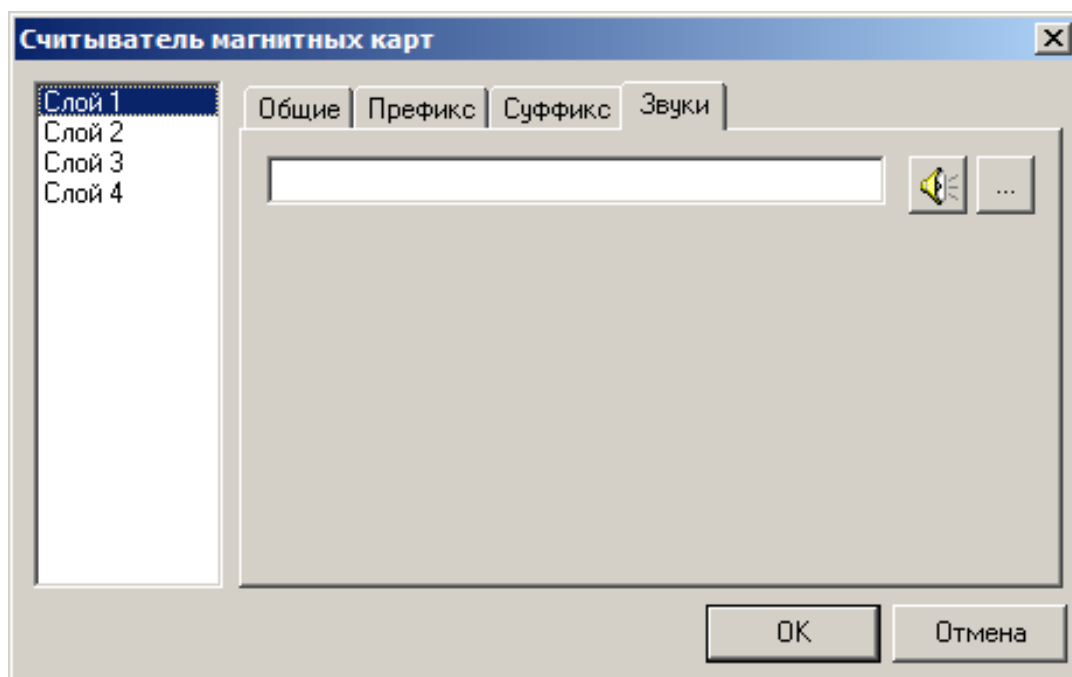 Считыватель магнитных карт
Слой 1
Слой 2
Слой 3
Слой 4
Общие Префикс Суффикс Звуки
...
OK Отмена